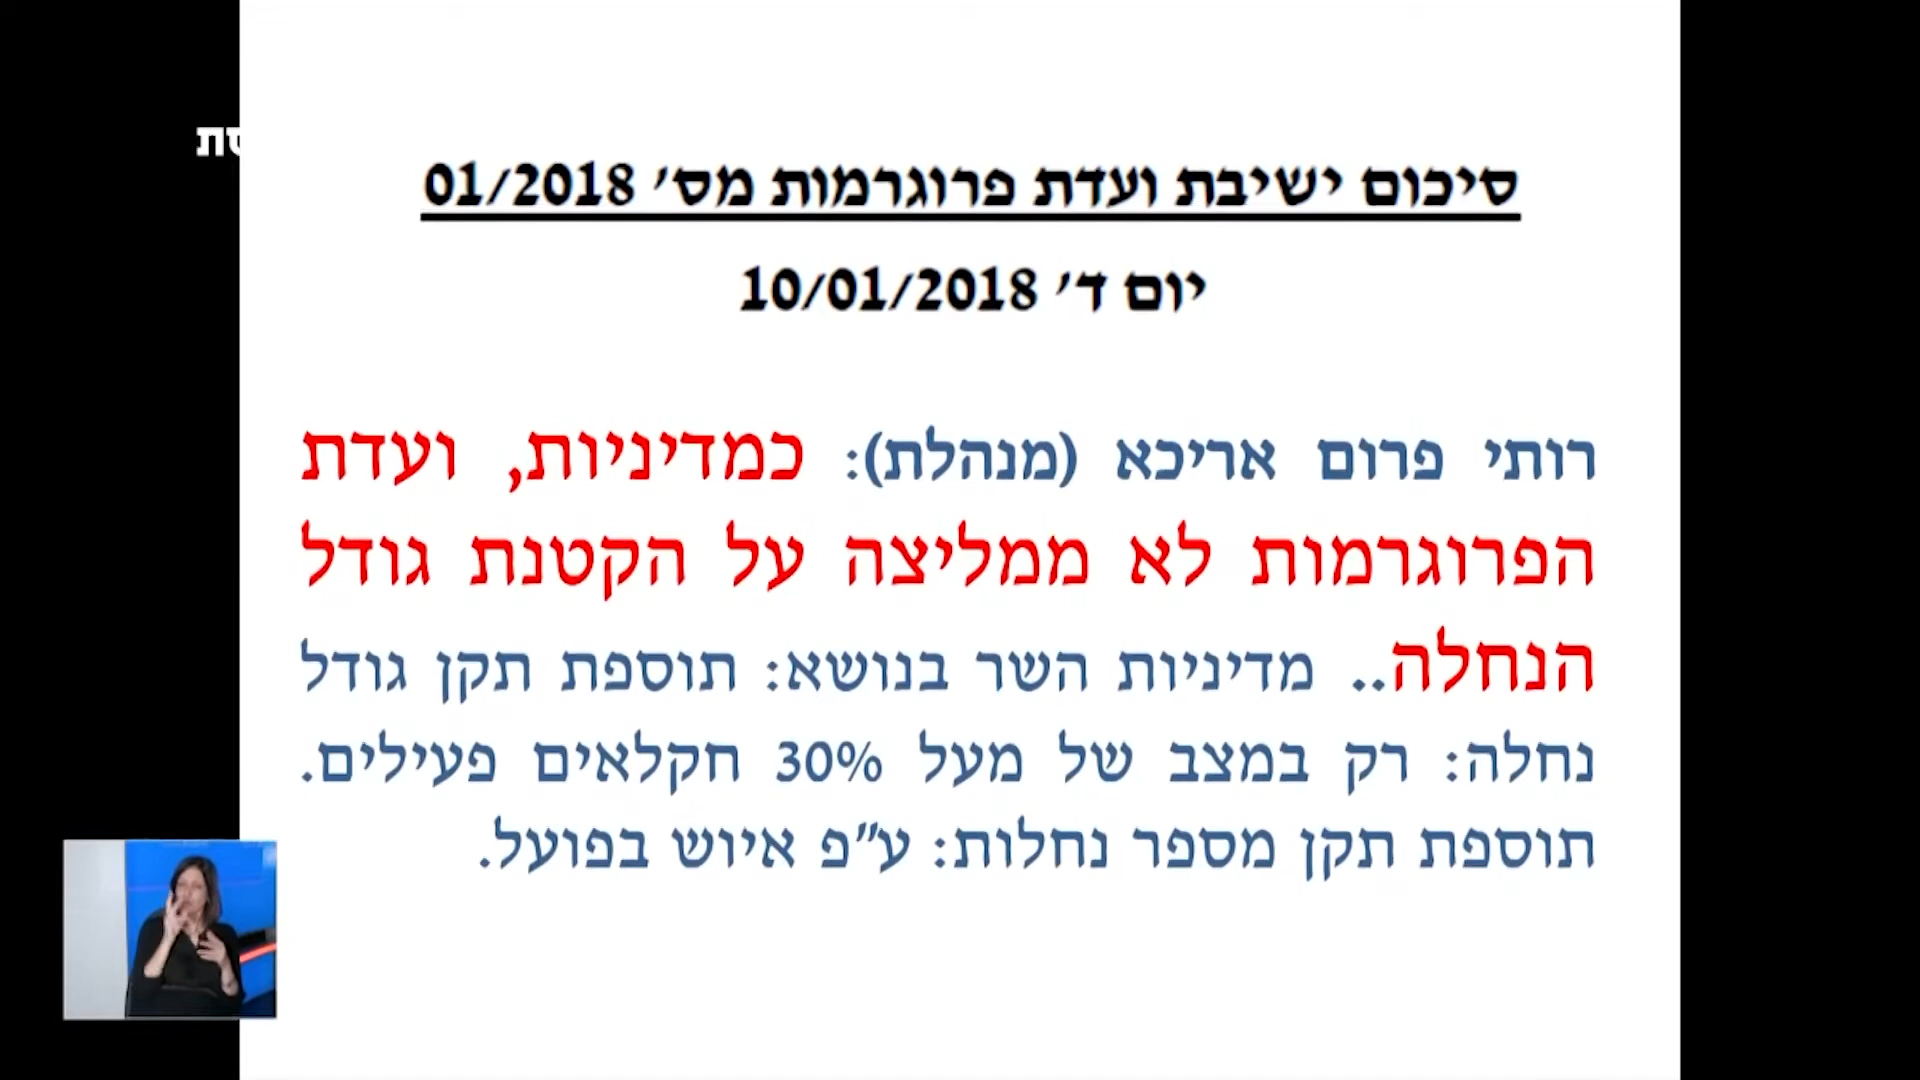 סיכום ישיבת ועדת פרוגרמות מס' 01/2018
יום ד' 10/01/2018
רותי פרום אריכא (מנהלת): כמדיניות, ועדת
הפרוגרמות לא ממליצה על הקטנת גודל
הנחלה.. מדיניות השר בנושא: תוספת תקן גודל
נחלה: רק במצב של מעל 30% חקלאים פעילים.
תוספת תקן מספר נחלות: ע"פ איוש בפועל.